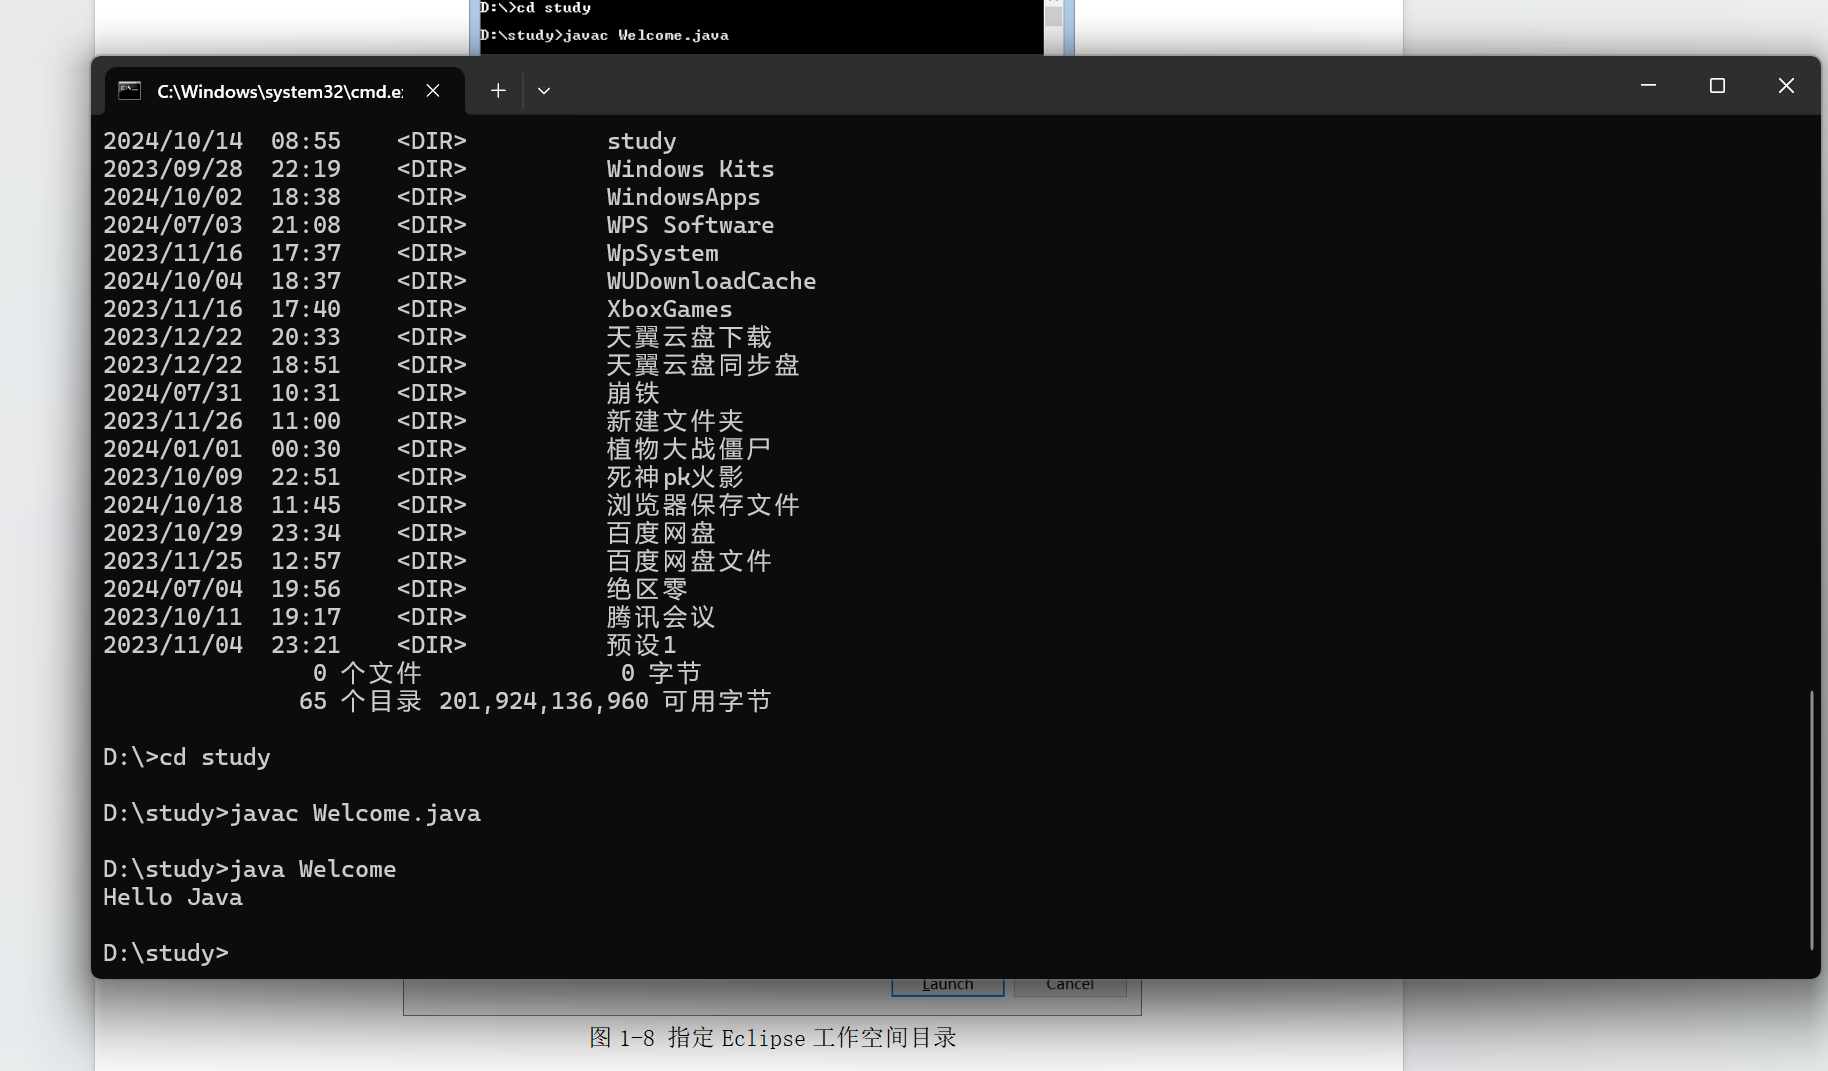 D:\>cd study
D:\study>javac Welcome.java
C:\Windows\system32\cmd.e
2024/10/14  08:55    <DIR>          study
2023/09/28  22:19    <DIR>          Windows Kits
2024/10/02  18:38    <DIR>          WindowsApps
2024/07/03  21:08    <DIR>          WPS Software
2023/11/16  17:37    <DIR>          WpSystem
2024/10/04  18:37    <DIR>          WUDownloadCache
2023/11/16  17:40    <DIR>          XboxGames
2023/12/22  20:33    <DIR>          天翼云盘下载
2023/12/22  18:51    <DIR>          天翼云盘同步盘
2024/07/31  10:31    <DIR>          崩铁
2023/11/26  11:00    <DIR>          新建文件夹
2024/01/01  00:30    <DIR>          植物大战僵尸
2023/10/09  22:51    <DIR>          死神pk火影
2024/10/18  11:45    <DIR>          浏览器保存文件
2023/10/29  23:34    <DIR>          百度网盘
2023/11/25  12:57    <DIR>          百度网盘文件
2024/07/04  19:56    <DIR>          绝区零
2023/10/11  19:17    <DIR>          腾讯会议
2023/11/04  23:21    <DIR>          预设1
0 个文件              0 字节
65 个目录 201,924,136,960 可用字节
D:\>cd study
D:\study>javac Welcome.java
D:\study>java Welcome
Hello Java
D:\study>
Launch Cancel
图 1-8 指定 Eclipse 工作空间目录